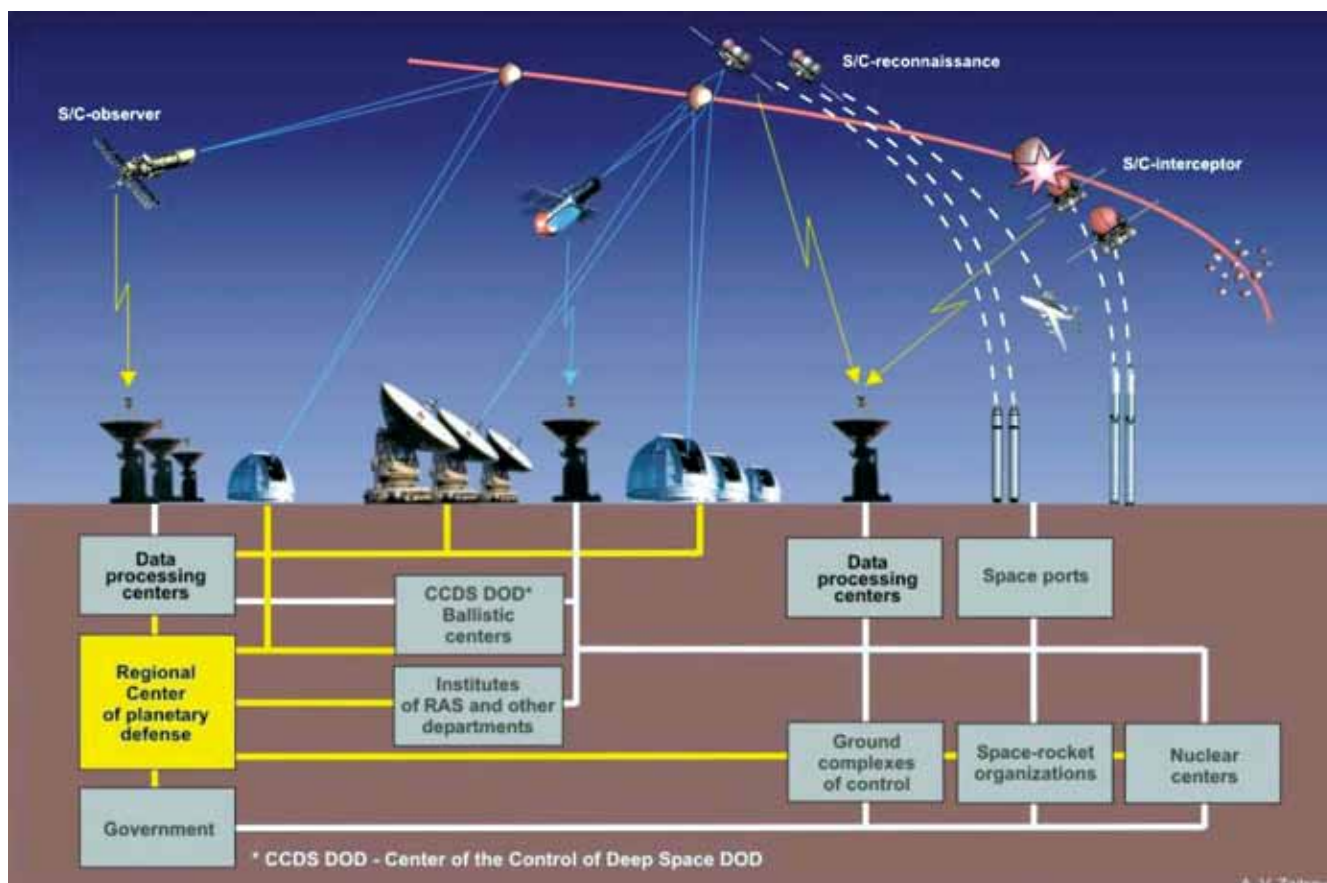 S/C-reconnaissance
S/C-observer
S/C-interceptor
Data
processing
centers
CCDS DOD*
Ballistic
centers
Data
processing
centers
Space ports
Regional
Center
of planetary
defense
Institutes
of RAS and other
departments
Ground
complexes
of control
Space-rocket
organizations
Nuclear
centers
Government
* CCDS DOD - Center of the Control of Deep Space DOD